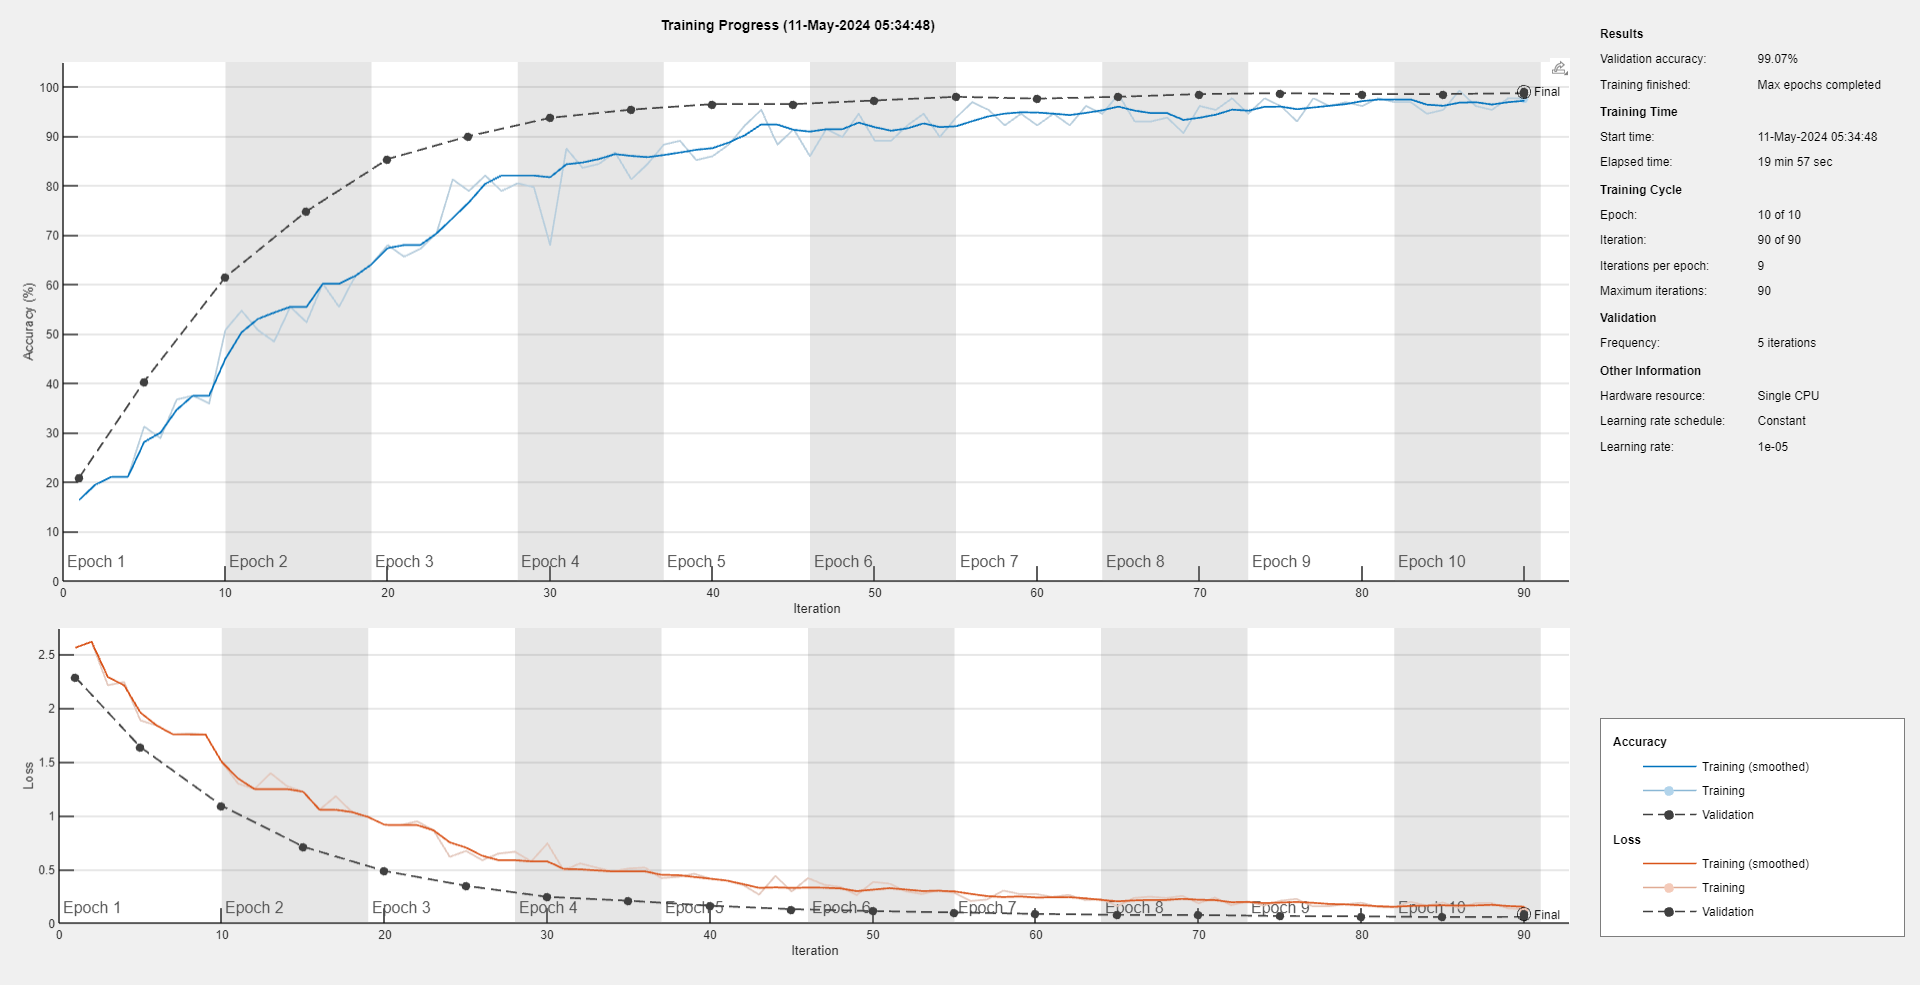 Training Progress (11-May-2024 05:34:48)
100
90
80
70
60
50
40
30
20
10
0
Accuracy (%)
Final
Epoch 1 Epoch 2 Epoch 3 Epoch 4 Epoch 5 Epoch 6 Epoch 7 Epoch 8 Epoch 9 Epoch 10
0 10 20 30 40 50 60 70 80 90
Iteration
2.5
2
1.5
1
0.5
0
Loss
Epoch 1 Epoch 2 Epoch 3 Epoch 4 Epoch 5 Epoch 6 Epoch 7 Epoch 8 Epoch 9 Epoch 10
Final
0 10 20 30 40 50 60 70 80 90
Iteration
Results
Validation accuracy: 99.07%
Training finished: Max epochs completed
Training Time
Start time: 11-May-2024 05:34:48
Elapsed time: 19 min 57 sec
Training Cycle
Epoch: 10 of 10
Iteration: 90 of 90
Iterations per epoch: 9
Maximum iterations: 90
Validation
Frequency: 5 iterations
Other Information
Hardware resource: Single CPU
Learning rate schedule: Constant
Learning rate: 1e-05
Accuracy
Training (smoothed)
Training
Validation
Loss
Training (smoothed)
Training
Validation